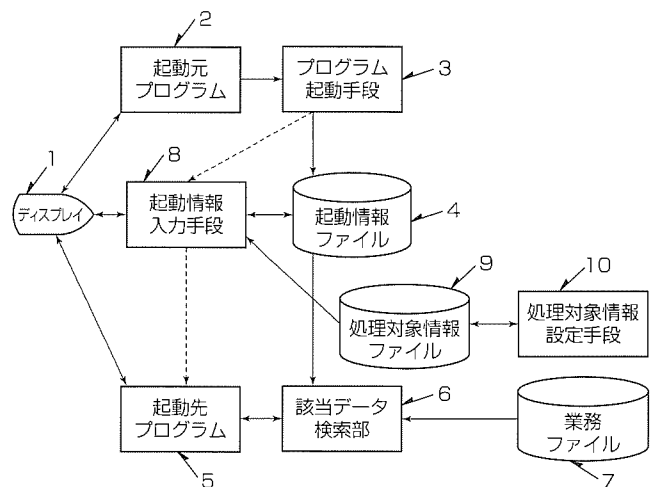 2
起動元
プログラム
プログラム
起動手段
3
1
ディスプレイ
8
起動情報
入力手段
起動情報
ファイル
4
9
処理対象情報
ファイル
10
処理対象情報
設定手段
起動先
プログラム
5
該当データ
検索部
6
業務
ファイル
7